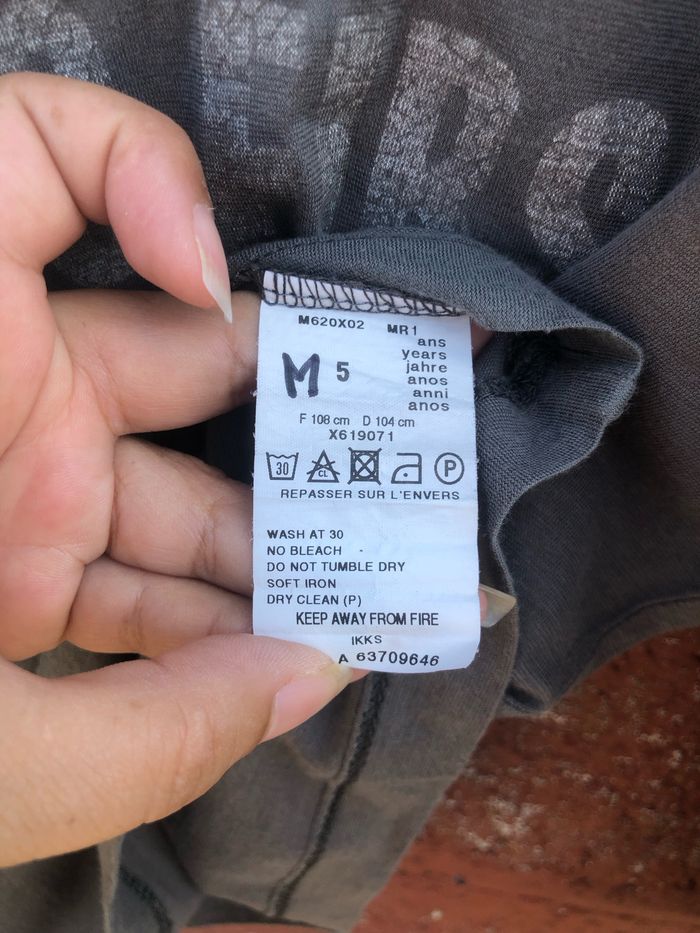 M620X02 MR1
ans
years
M 5 jahre
anos
anni
anos
F 108 cm D 104 cm
X619071
30 CL P
REPASSER SUR L'ENVERS
WASH AT 30
NO BLEACH -
DO NOT TUMBLE DRY
SOFT IRON
DRY CLEAN (P)
KEEP AWAY FROM FIRE
IKKS
A 63709646